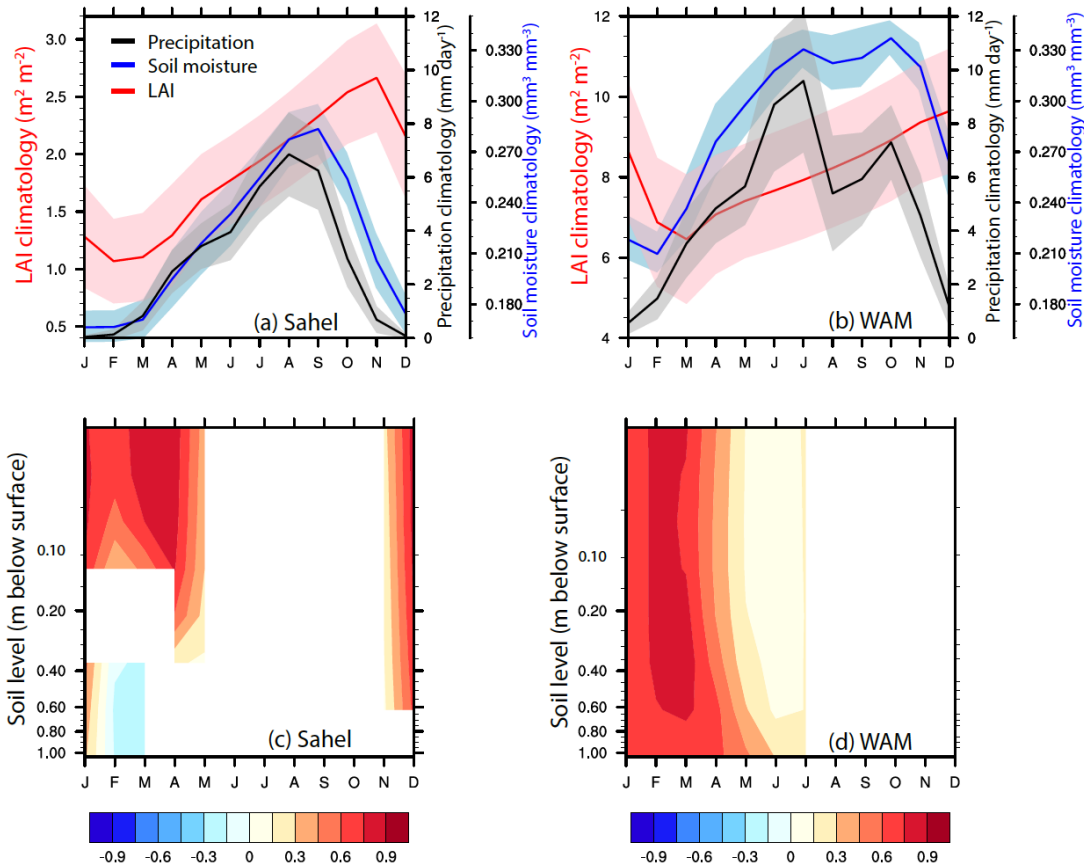 LAI climatology (m² m⁻²)
3.0
2.5
2.0
1.5
1.0
0.5
Precipitation
Soil moisture
LAI
(a) Sahel
J F M A M J J A S O N D
12
10
8
6
4
2
0
Precipitation climatology (mm day⁻¹)
0.330
0.300
0.270
0.240
0.210
0.180
Soil moisture climatology (mm³ mm⁻³)
LAI climatology (m² m⁻²)
12
10
8
6
4
(b) WAM
J F M A M J J A S O N D
12
10
8
6
4
2
0
Precipitation climatology (mm day⁻¹)
0.330
0.300
0.270
0.240
0.210
0.180
Soil moisture climatology (mm³ mm⁻³)
Soil level (m below surface)
0.10
0.20
0.40
0.60
0.80
1.00
(c) Sahel
J F M A M J J A S O N D
-0.9 -0.6 -0.3 0 0.3 0.6 0.9
Soil level (m below surface)
0.10
0.20
0.40
0.60
0.80
1.00
(d) WAM
J F M A M J J A S O N D
-0.9 -0.6 -0.3 0 0.3 0.6 0.9